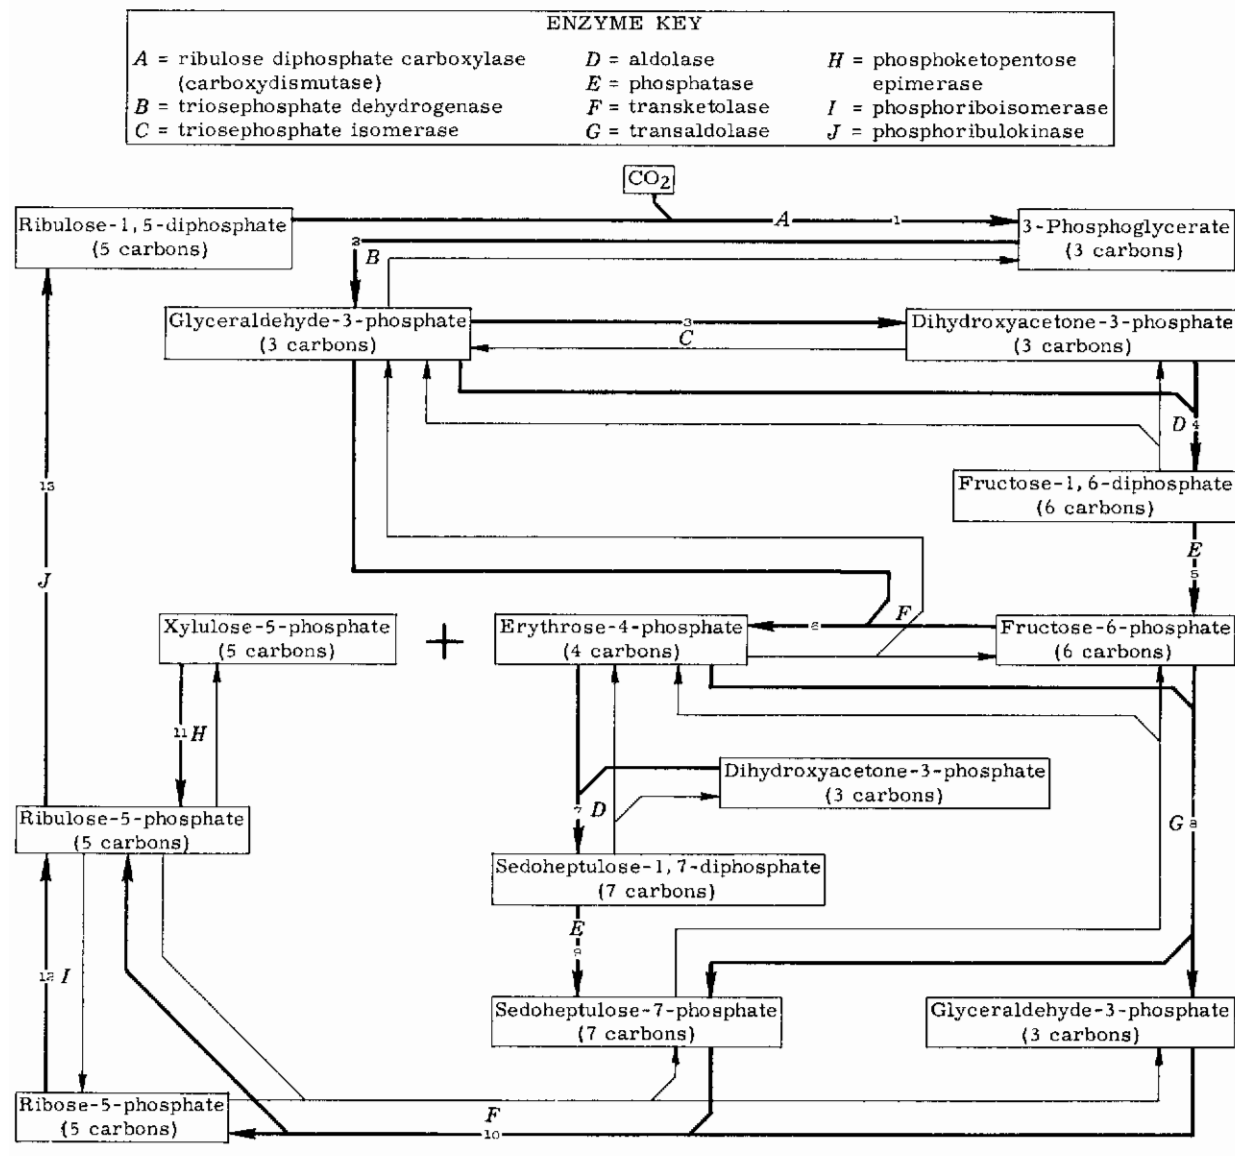 ENZYME KEY
A = ribulose diphosphate carboxylase
(carboxydismutase)
B = triosephosphate dehydrogenase
C = triosephosphate isomerase
D = aldolase
E = phosphatase
F = transketolase
G = transaldolase
H = phosphoketopentose
epimerase
I = phosphoriboisomerase
J = phosphoribulokinase
CO2
Ribulose-1,5-diphosphate
(5 carbons)
A
1
3-Phosphoglycerate
(3 carbons)
2
B
Glyceraldehyde-3-phosphate
(3 carbons)
3
C
Dihydroxyacetone-3-phosphate
(3 carbons)
D 4
Fructose-1,6-diphosphate
(6 carbons)
13
E
5
J
Xylulose-5-phosphate
(5 carbons)
+
Erythrose-4-phosphate
(4 carbons)
6
F
Fructose-6-phosphate
(6 carbons)
11 H
Dihydroxyacetone-3-phosphate
(3 carbons)
7 D
G 8
Ribulose-5-phosphate
(5 carbons)
Sedoheptulose-1,7-diphosphate
(7 carbons)
E
9
12 I
Sedoheptulose-7-phosphate
(7 carbons)
Glyceraldehyde-3-phosphate
(3 carbons)
Ribose-5-phosphate
(5 carbons)
F
10